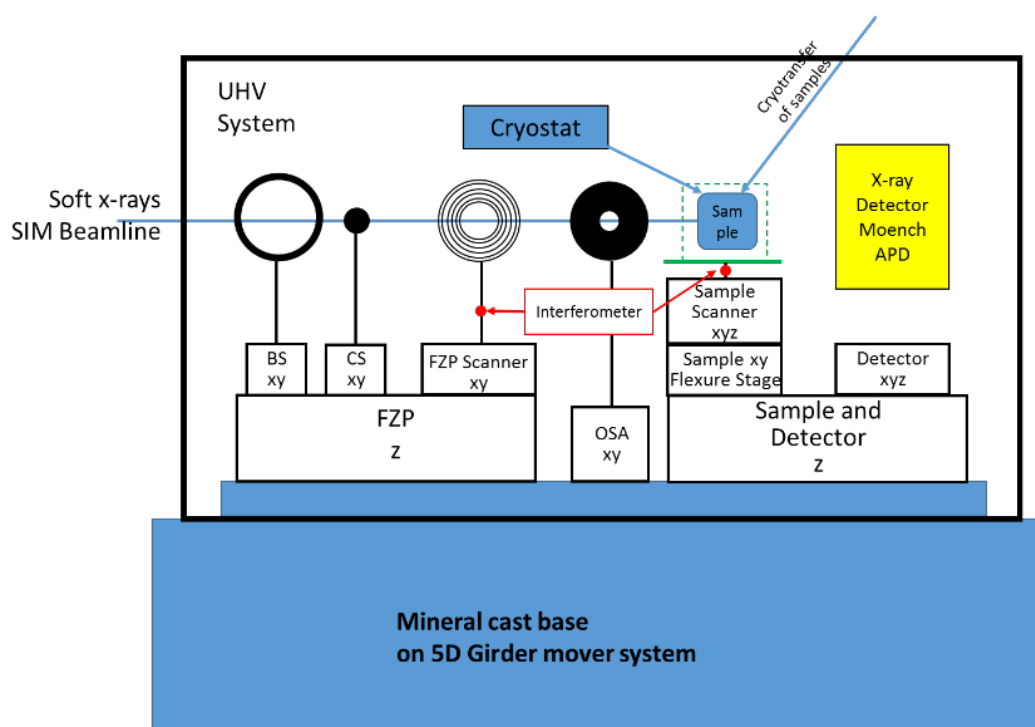 UHV
System
Cryotransfer
of samples
Cryostat
Soft x-rays
SIM Beamline
Sam
ple
X-ray
Detector
Moench
APD
Interferometer
Sample
Scanner
xyz
BS
xy
CS
xy
FZP Scanner
xy
Sample xy
Flexure Stage
Detector
xyz
FZP
z
OSA
xy
Sample and
Detector
z
Mineral cast base
on 5D Girder mover system